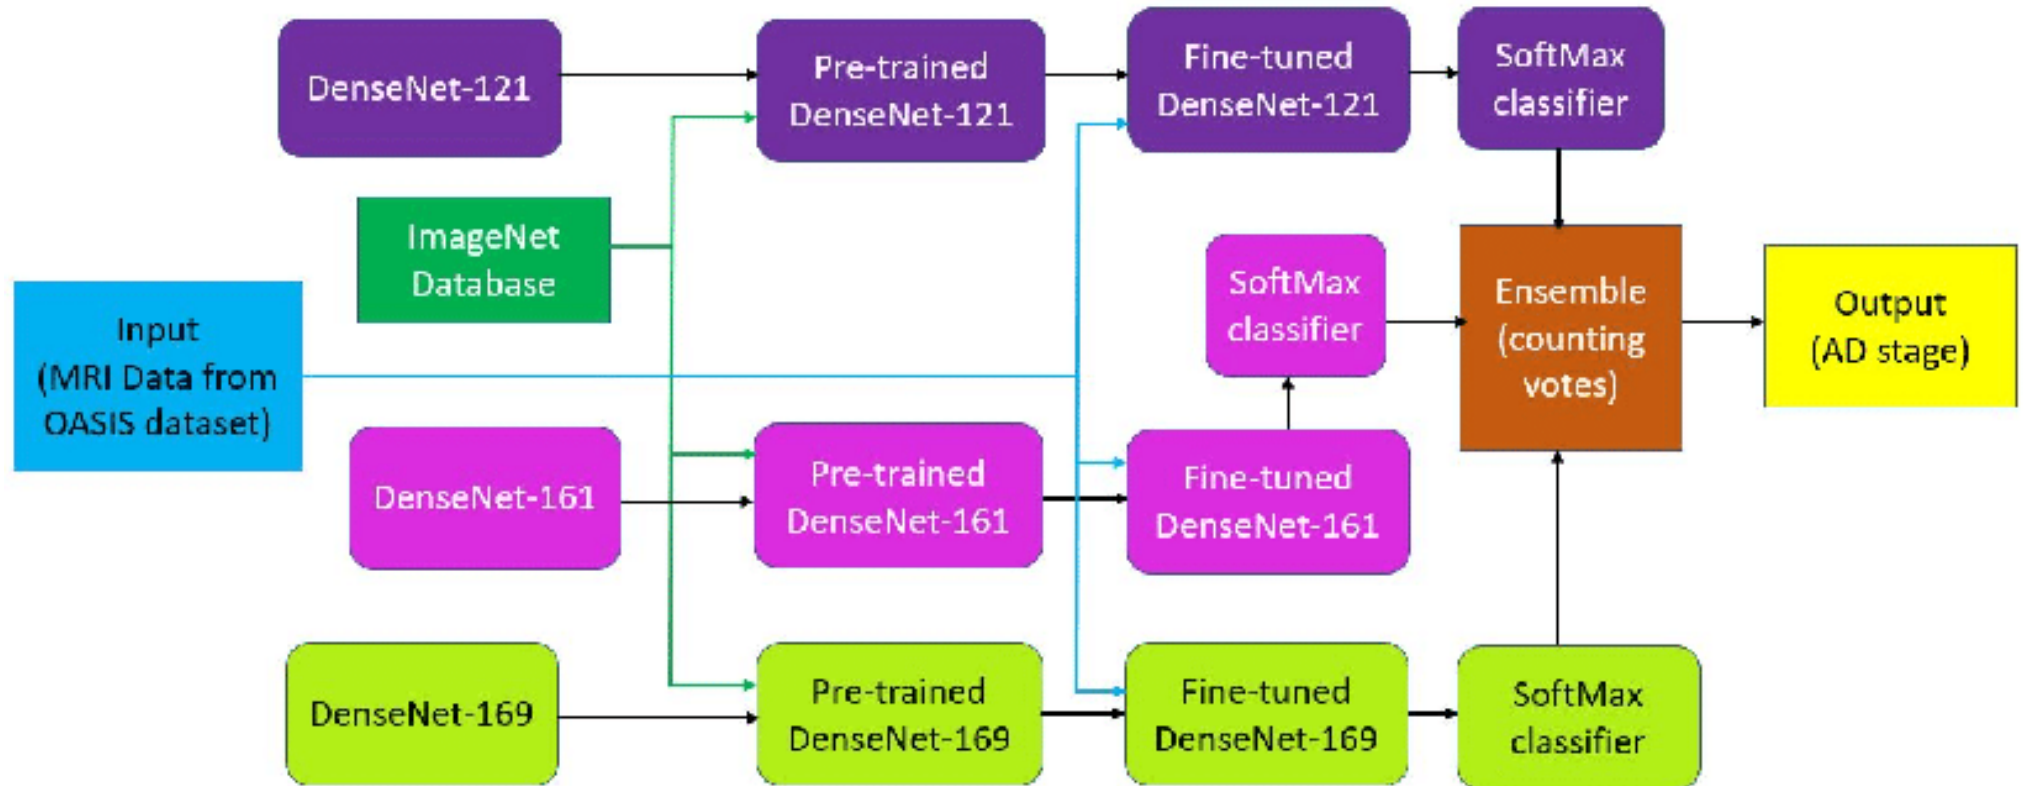 DenseNet-121
Pre-trained
DenseNet-121
Fine-tuned
DenseNet-121
SoftMax
classifier
ImageNet
Database
Input
(MRI Data from
OASIS dataset)
SoftMax
classifier
Ensemble
(counting
votes)
Output
(AD stage)
DenseNet-161
Pre-trained
DenseNet-161
Fine-tuned
DenseNet-161
DenseNet-169
Pre-trained
DenseNet-169
Fine-tuned
DenseNet-169
SoftMax
classifier